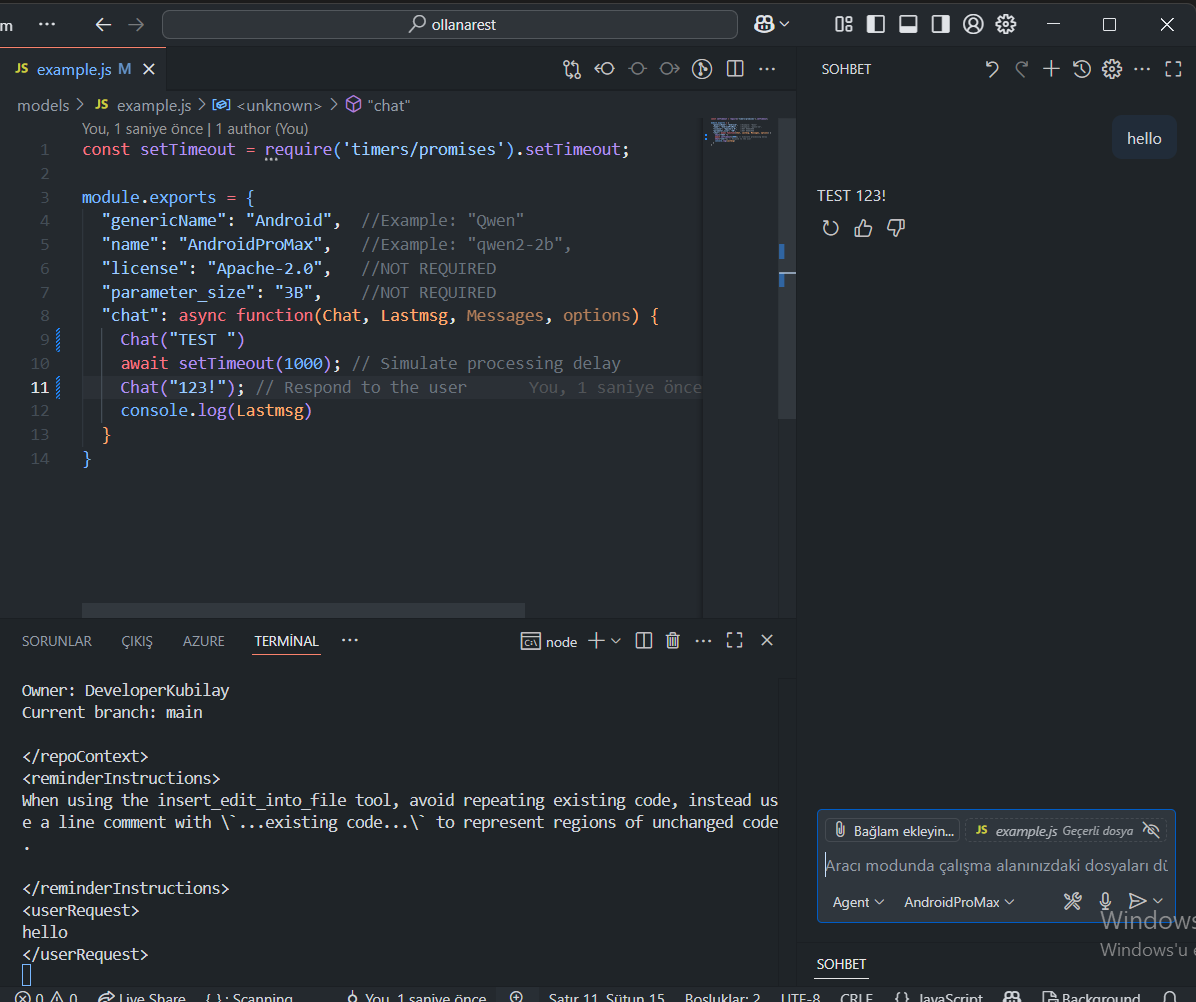 m ··· ollanarest
JS example.js M
models > JS example.js > <unknown> > "chat"
You, 1 saniye önce | 1 author (You)
1 const setTimeout = require('timers/promises').setTimeout;
2
3 module.exports = {
4 "genericName": "Android", //Example: "Qwen"
5 "name": "AndroidProMax", //Example: "qwen2-2b",
6 "license": "Apache-2.0", //NOT REQUIRED
7 "parameter_size": "3B", //NOT REQUIRED
8 "chat": async function(Chat, Lastmsg, Messages, options) {
9 Chat("TEST ")
10 await setTimeout(1000); // Simulate processing delay
11 Chat("123!"); // Respond to the user You, 1 saniye önce
12 console.log(Lastmsg)
13 }
14 }
SORUNLAR ÇIKIŞ AZURE TERMİNAL ··· node
Owner: DeveloperKubilay
Current branch: main
</repoContext>
<reminderInstructions>
When using the insert_edit_into_file tool, avoid repeating existing code, instead us
e a line comment with \`...existing code...\` to represent regions of unchanged code
.
</reminderInstructions>
<userRequest>
hello
</userRequest>
SOHBET
hello
TEST 123!
Bağlam ekleyin... JS example.js Geçerli dosya
Aracı modunda çalışma alanınızdaki dosyaları dü
Agent AndroidProMax
Windows
Windows'u e
SOHBET
0 0 Live Share {.} : Scanning.. You, 1 saniye önce Satır 11, Sütun 15 Boşluklar: 2 UTF-8 CRLF {} JavaScript Background